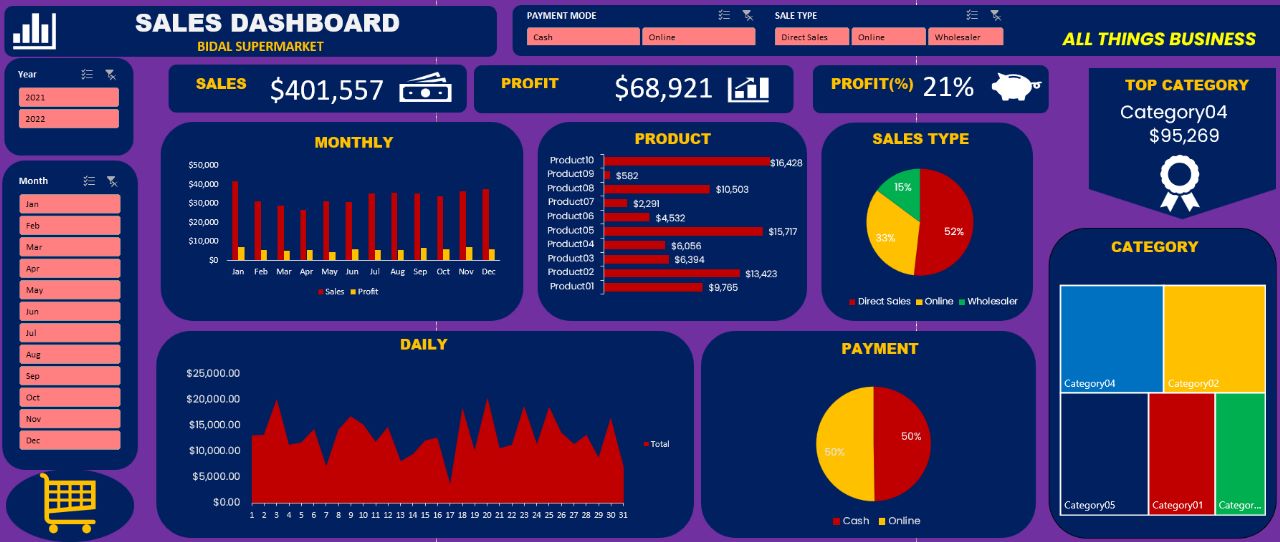 SALES DASHBOARD
BIDAL SUPERMARKET
PAYMENT MODE
Cash
Online
SALE TYPE
Direct Sales
Online
Wholesaler
ALL THINGS BUSINESS
Year
2021
2022
SALES
$401,557
PROFIT
$68,921
PROFIT(%)
21%
TOP CATEGORY
Category04
$95,269
Month
Jan
Feb
Mar
Apr
May
Jun
Jul
Aug
Sep
Oct
Nov
Dec
MONTHLY
$50,000
$40,000
$30,000
$20,000
$10,000
$0
Jan Feb Mar Apr May Jun Jul Aug Sep Oct Nov Dec
Sales Profit
PRODUCT
Product10 $16,428
Product09 $582
Product08 $10,503
Product07 $2,291
Product06 $4,532
Product05 $15,717
Product04 $6,056
Product03 $6,394
Product02 $13,423
Product01 $9,765
SALES TYPE
15%
33%
52%
Direct Sales Online Wholesaler
CATEGORY
Category04
Category02
Category05
Category01
Categor...
DAILY
$25,000.00
$20,000.00
$15,000.00
$10,000.00
$5,000.00
$0.00
1 2 3 4 5 6 7 8 9 10 11 12 13 14 15 16 17 18 19 20 21 22 23 24 25 26 27 28 29 30 31
Total
PAYMENT
50%
50%
Cash Online